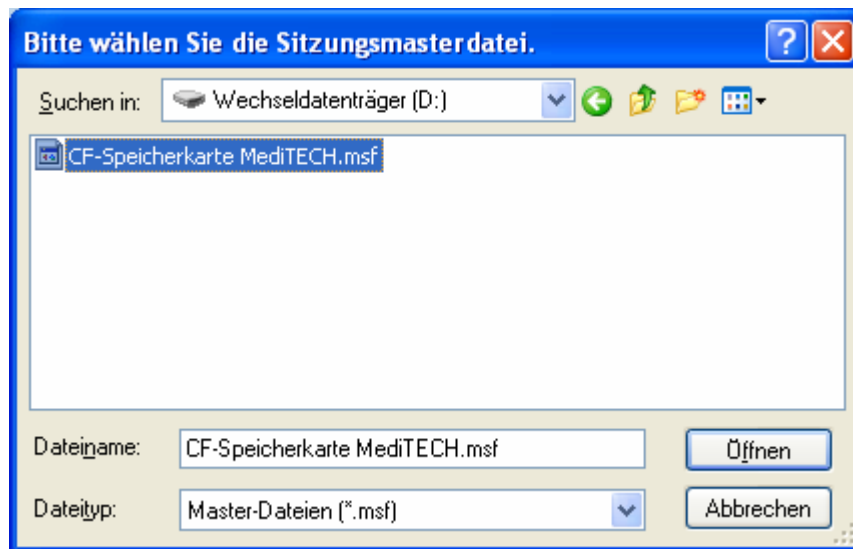 Bitte wählen Sie die Sitzungsmasterdatei.
Suchen in: Wechseldatenträger (D:)
CF-Speicherkarte MediTECH.msf
Dateiname: CF-Speicherkarte MediTECH.msf Öffnen
Dateityp: Master-Dateien (*.msf) Abbrechen